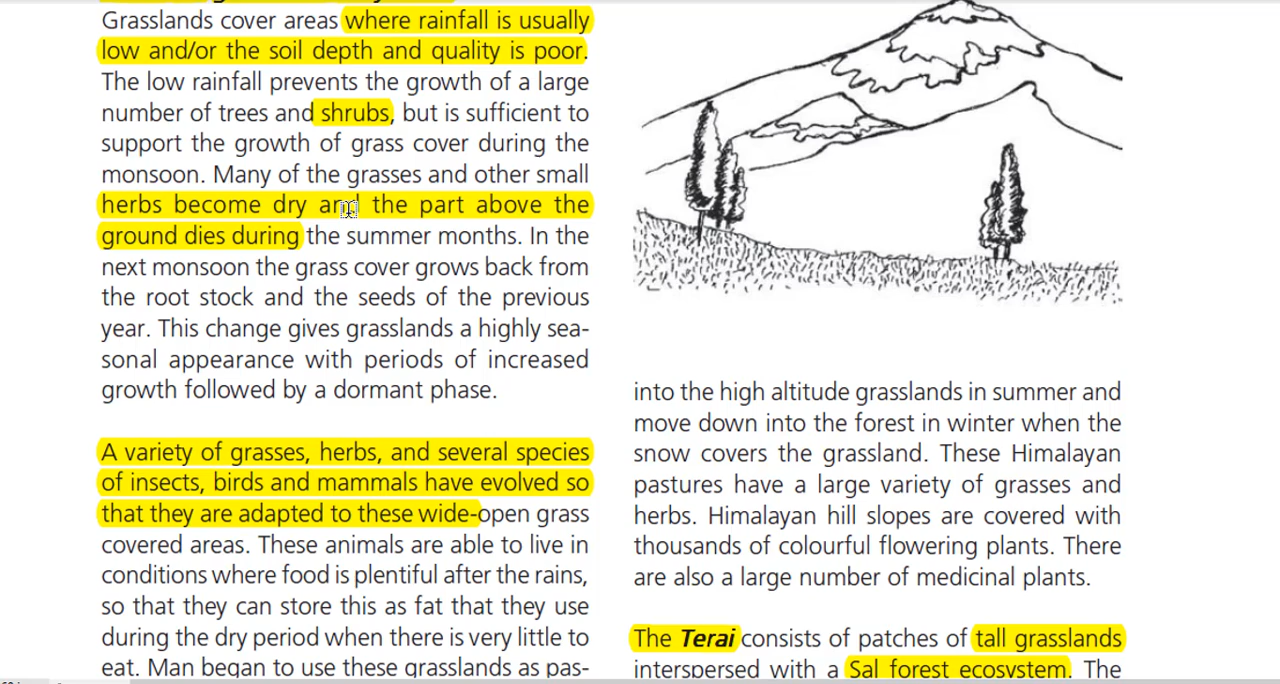 Grasslands cover areas where rainfall is usually
low and/or the soil depth and quality is poor.
The low rainfall prevents the growth of a large
number of trees and shrubs, but is sufficient to
support the growth of grass cover during the
monsoon. Many of the grasses and other small
herbs become dry and the part above the
ground dies during the summer months. In the
next monsoon the grass cover grows back from
the root stock and the seeds of the previous
year. This change gives grasslands a highly sea-
sonal appearance with periods of increased
growth followed by a dormant phase.
A variety of grasses, herbs, and several species
of insects, birds and mammals have evolved so
that they are adapted to these wide-open grass
covered areas. These animals are able to live in
conditions where food is plentiful after the rains,
so that they can store this as fat that they use
during the dry period when there is very little to
eat. Man began to use these grasslands as pas-
into the high altitude grasslands in summer and
move down into the forest in winter when the
snow covers the grassland. These Himalayan
pastures have a large variety of grasses and
herbs. Himalayan hill slopes are covered with
thousands of colourful flowering plants. There
are also a large number of medicinal plants.
The Terai consists of patches of tall grasslands
interspersed with a Sal forest ecosystem. The